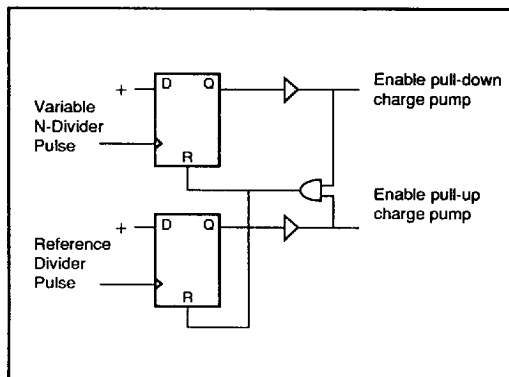 Variable
N-Divider
Pulse
+
D
Q
R
Enable pull-down
charge pump
Reference
Divider
Pulse
+
D
Q
R
Enable pull-up
charge pump